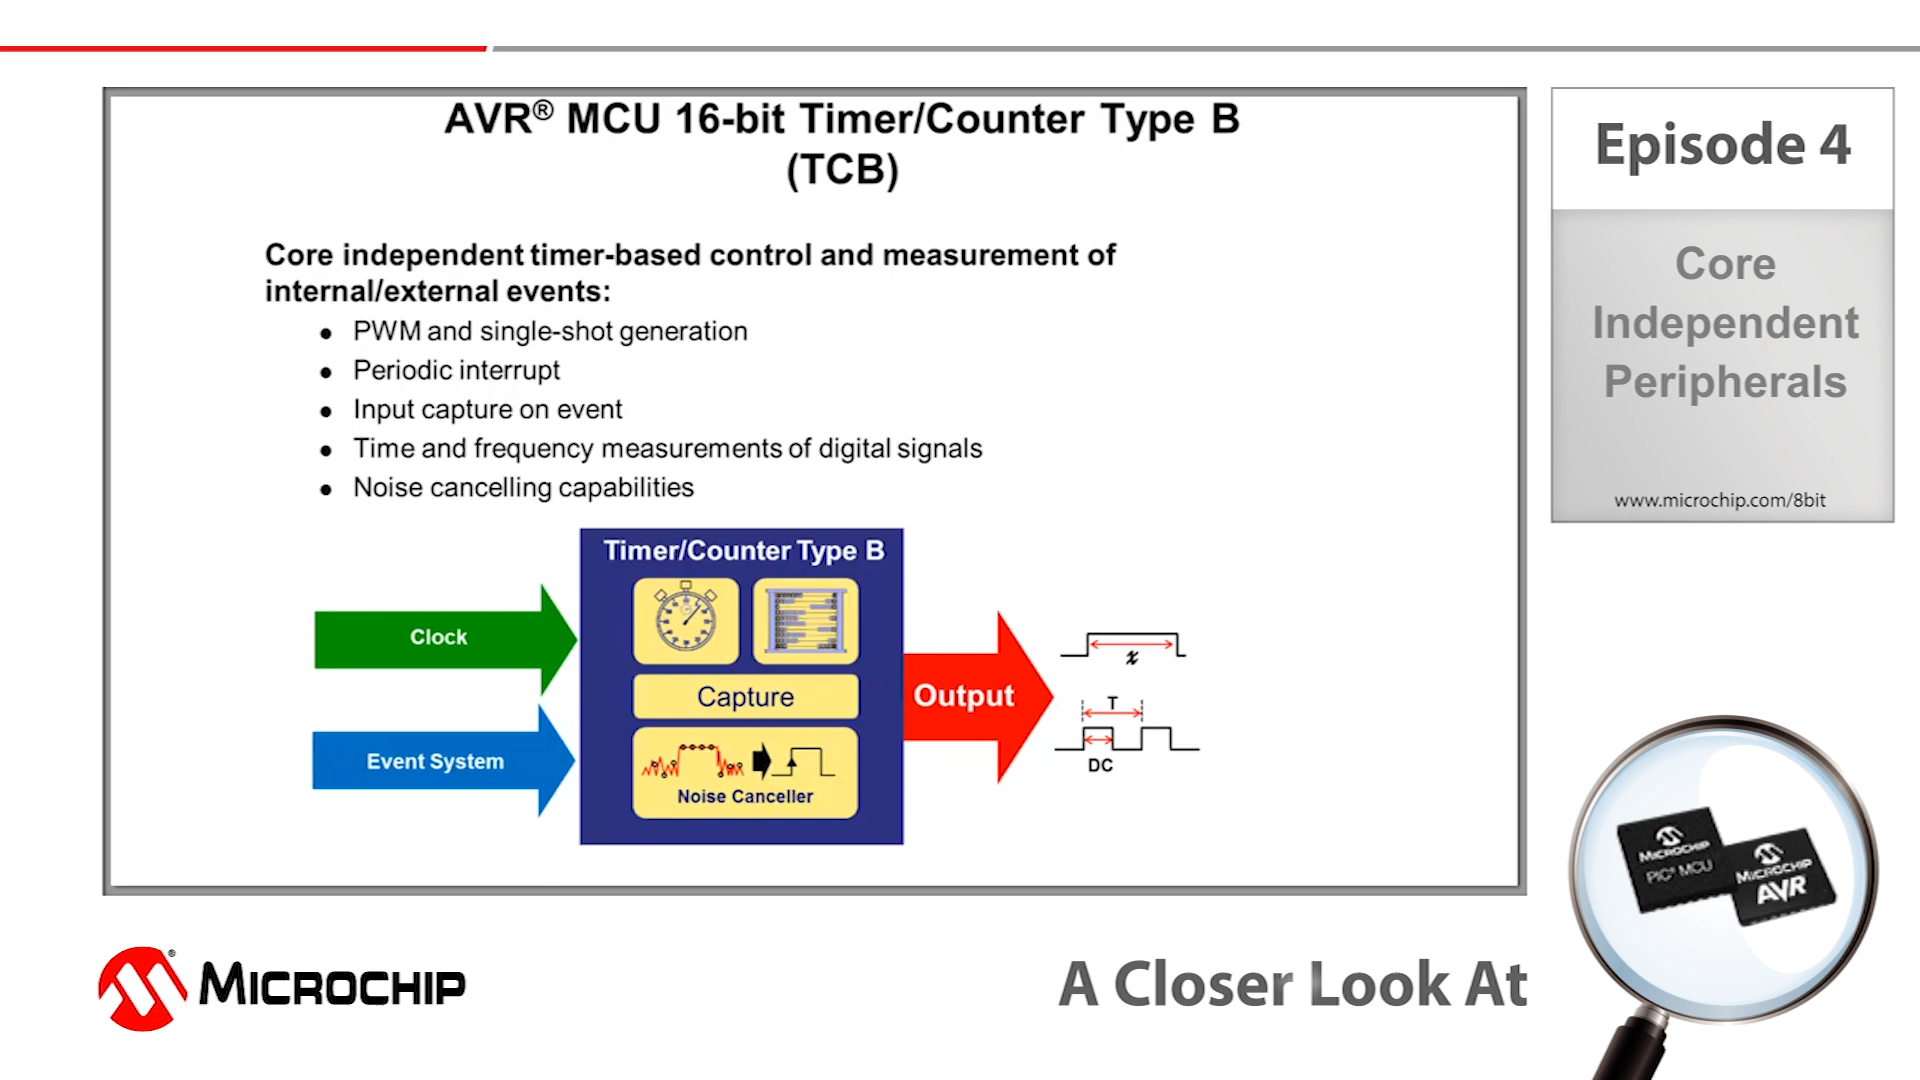 AVR® MCU 16-bit Timer/Counter Type B
(TCB)
Core independent timer-based control and measurement of
internal/external events:
● PWM and single-shot generation
● Periodic interrupt
● Input capture on event
● Time and frequency measurements of digital signals
● Noise cancelling capabilities
Timer/Counter Type B
Clock
Event System
Capture
Noise Canceller
Output
T
DC
Episode 4
Core
Independent
Peripherals
www.microchip.com/8bit
MICROCHIP
PIC® MCU
MICROCHIP
AVR
® MICROCHIP
A Closer Look At